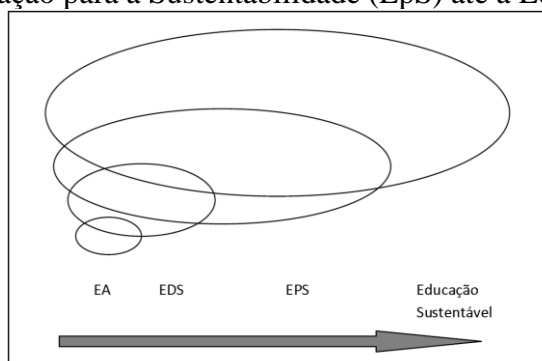 ação para a Sustentabilidade (EpS) até a E
EA EDS EPS Educação
Sustentável